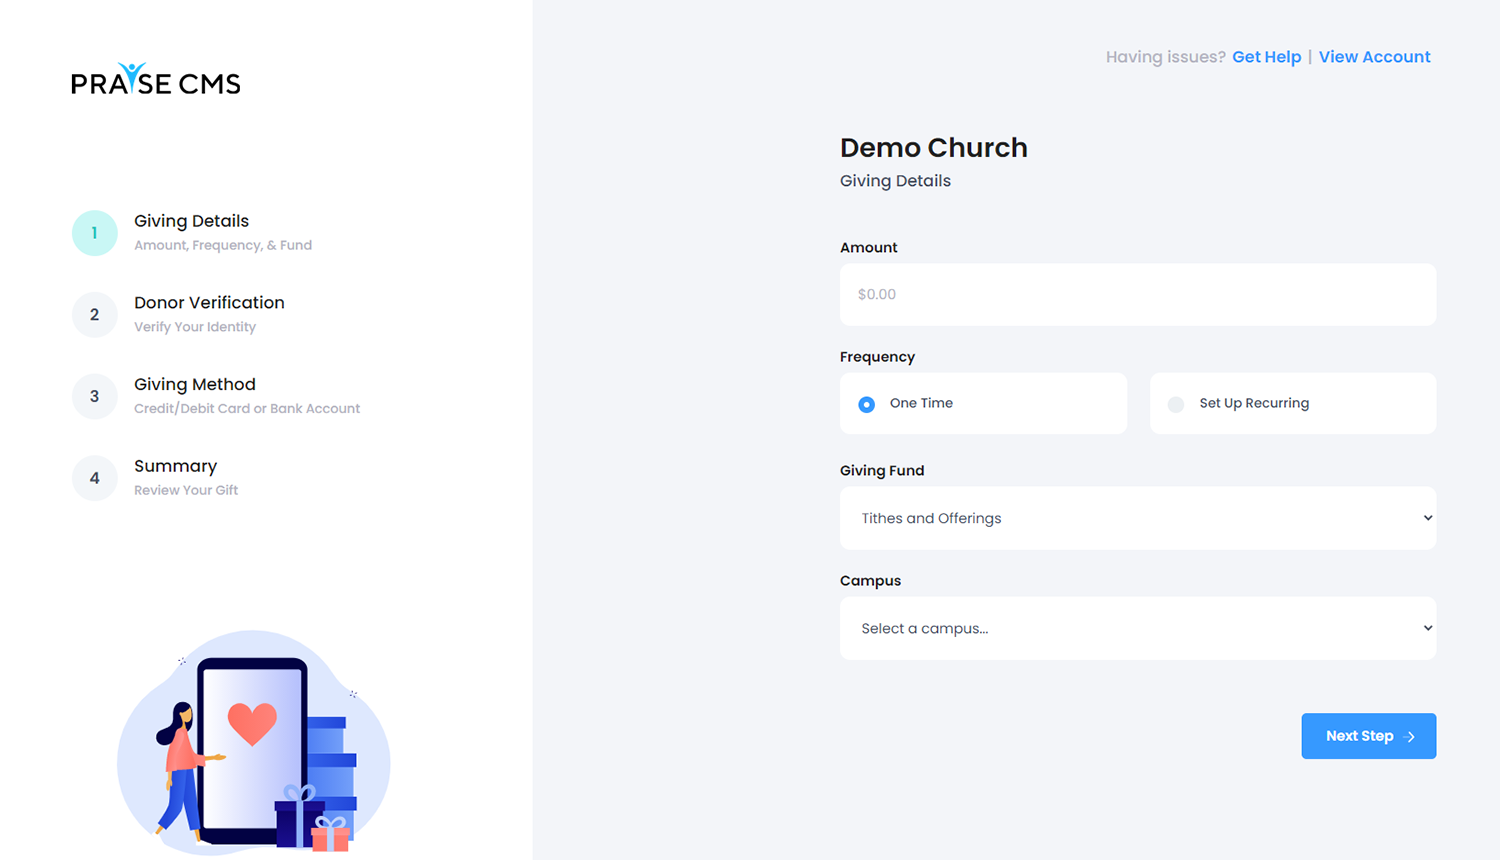 PRAISE CMS
Having issues? Get Help | View Account
1
Giving Details
Amount, Frequency, & Fund
2
Donor Verification
Verify Your Identity
3
Giving Method
Credit/Debit Card or Bank Account
4
Summary
Review Your Gift
Demo Church
Giving Details
Amount
$0.00
Frequency
One Time
Set Up Recurring
Giving Fund
Tithes and Offerings
Campus
Select a campus...
Next Step →